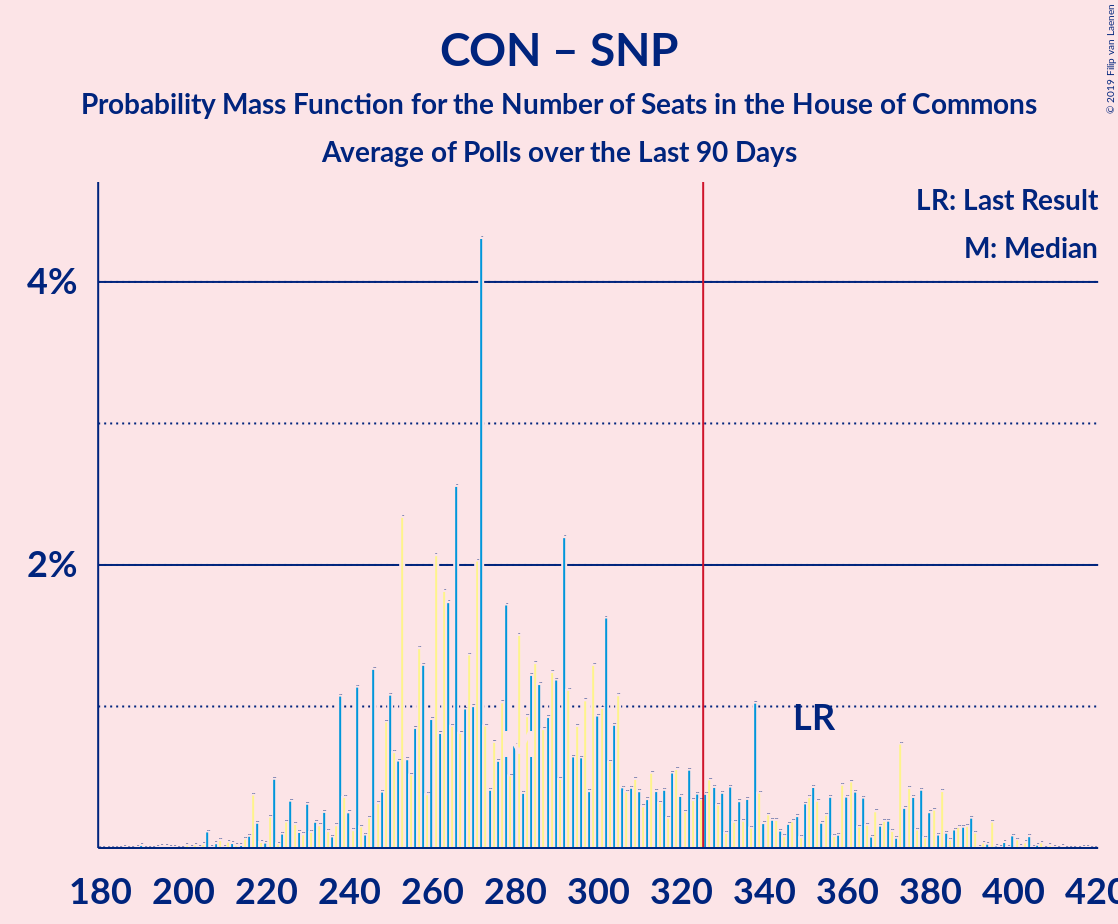 CON – SNP
Probability Mass Function for the Number of Seats in the House of Commons
Average of Polls over the Last 90 Days
© 2019 Filip van Laenen
LR: Last Result
M: Median
4%
2%
LR
180 200 220 240 260 280 300 320 340 360 380 400 420